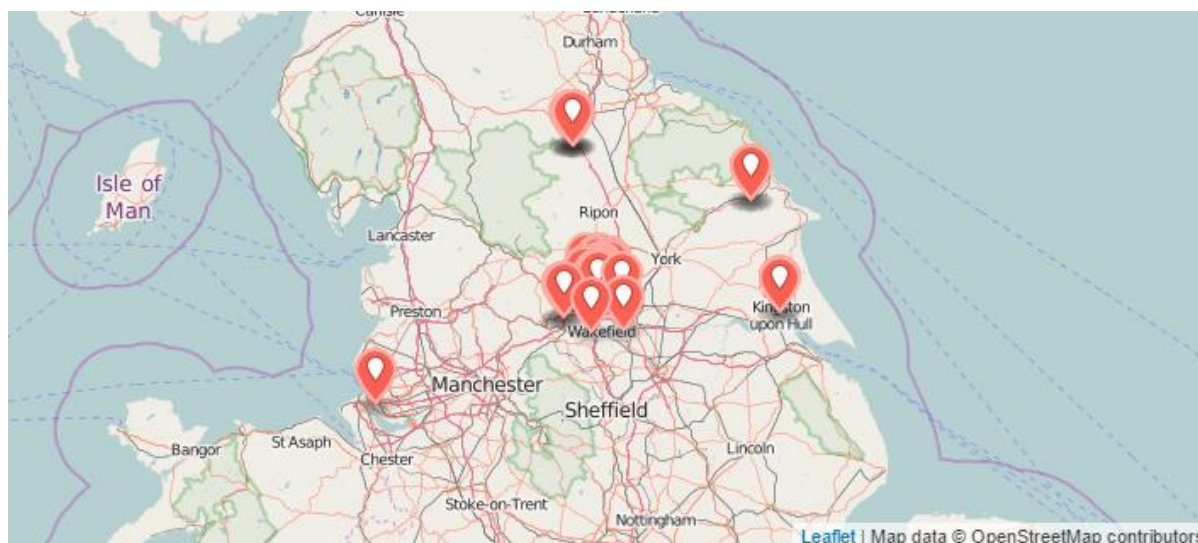 Carlisle
Durham
Isle of
Man
Ripon
Lancaster
York
Preston
Kingston
upon Hull
Wakefield
Manchester
Sheffield
St Asaph
Bangor
Chester
Lincoln
Stoke-on-Trent
Nottingham
Leaflet | Map data © OpenStreetMap contributors